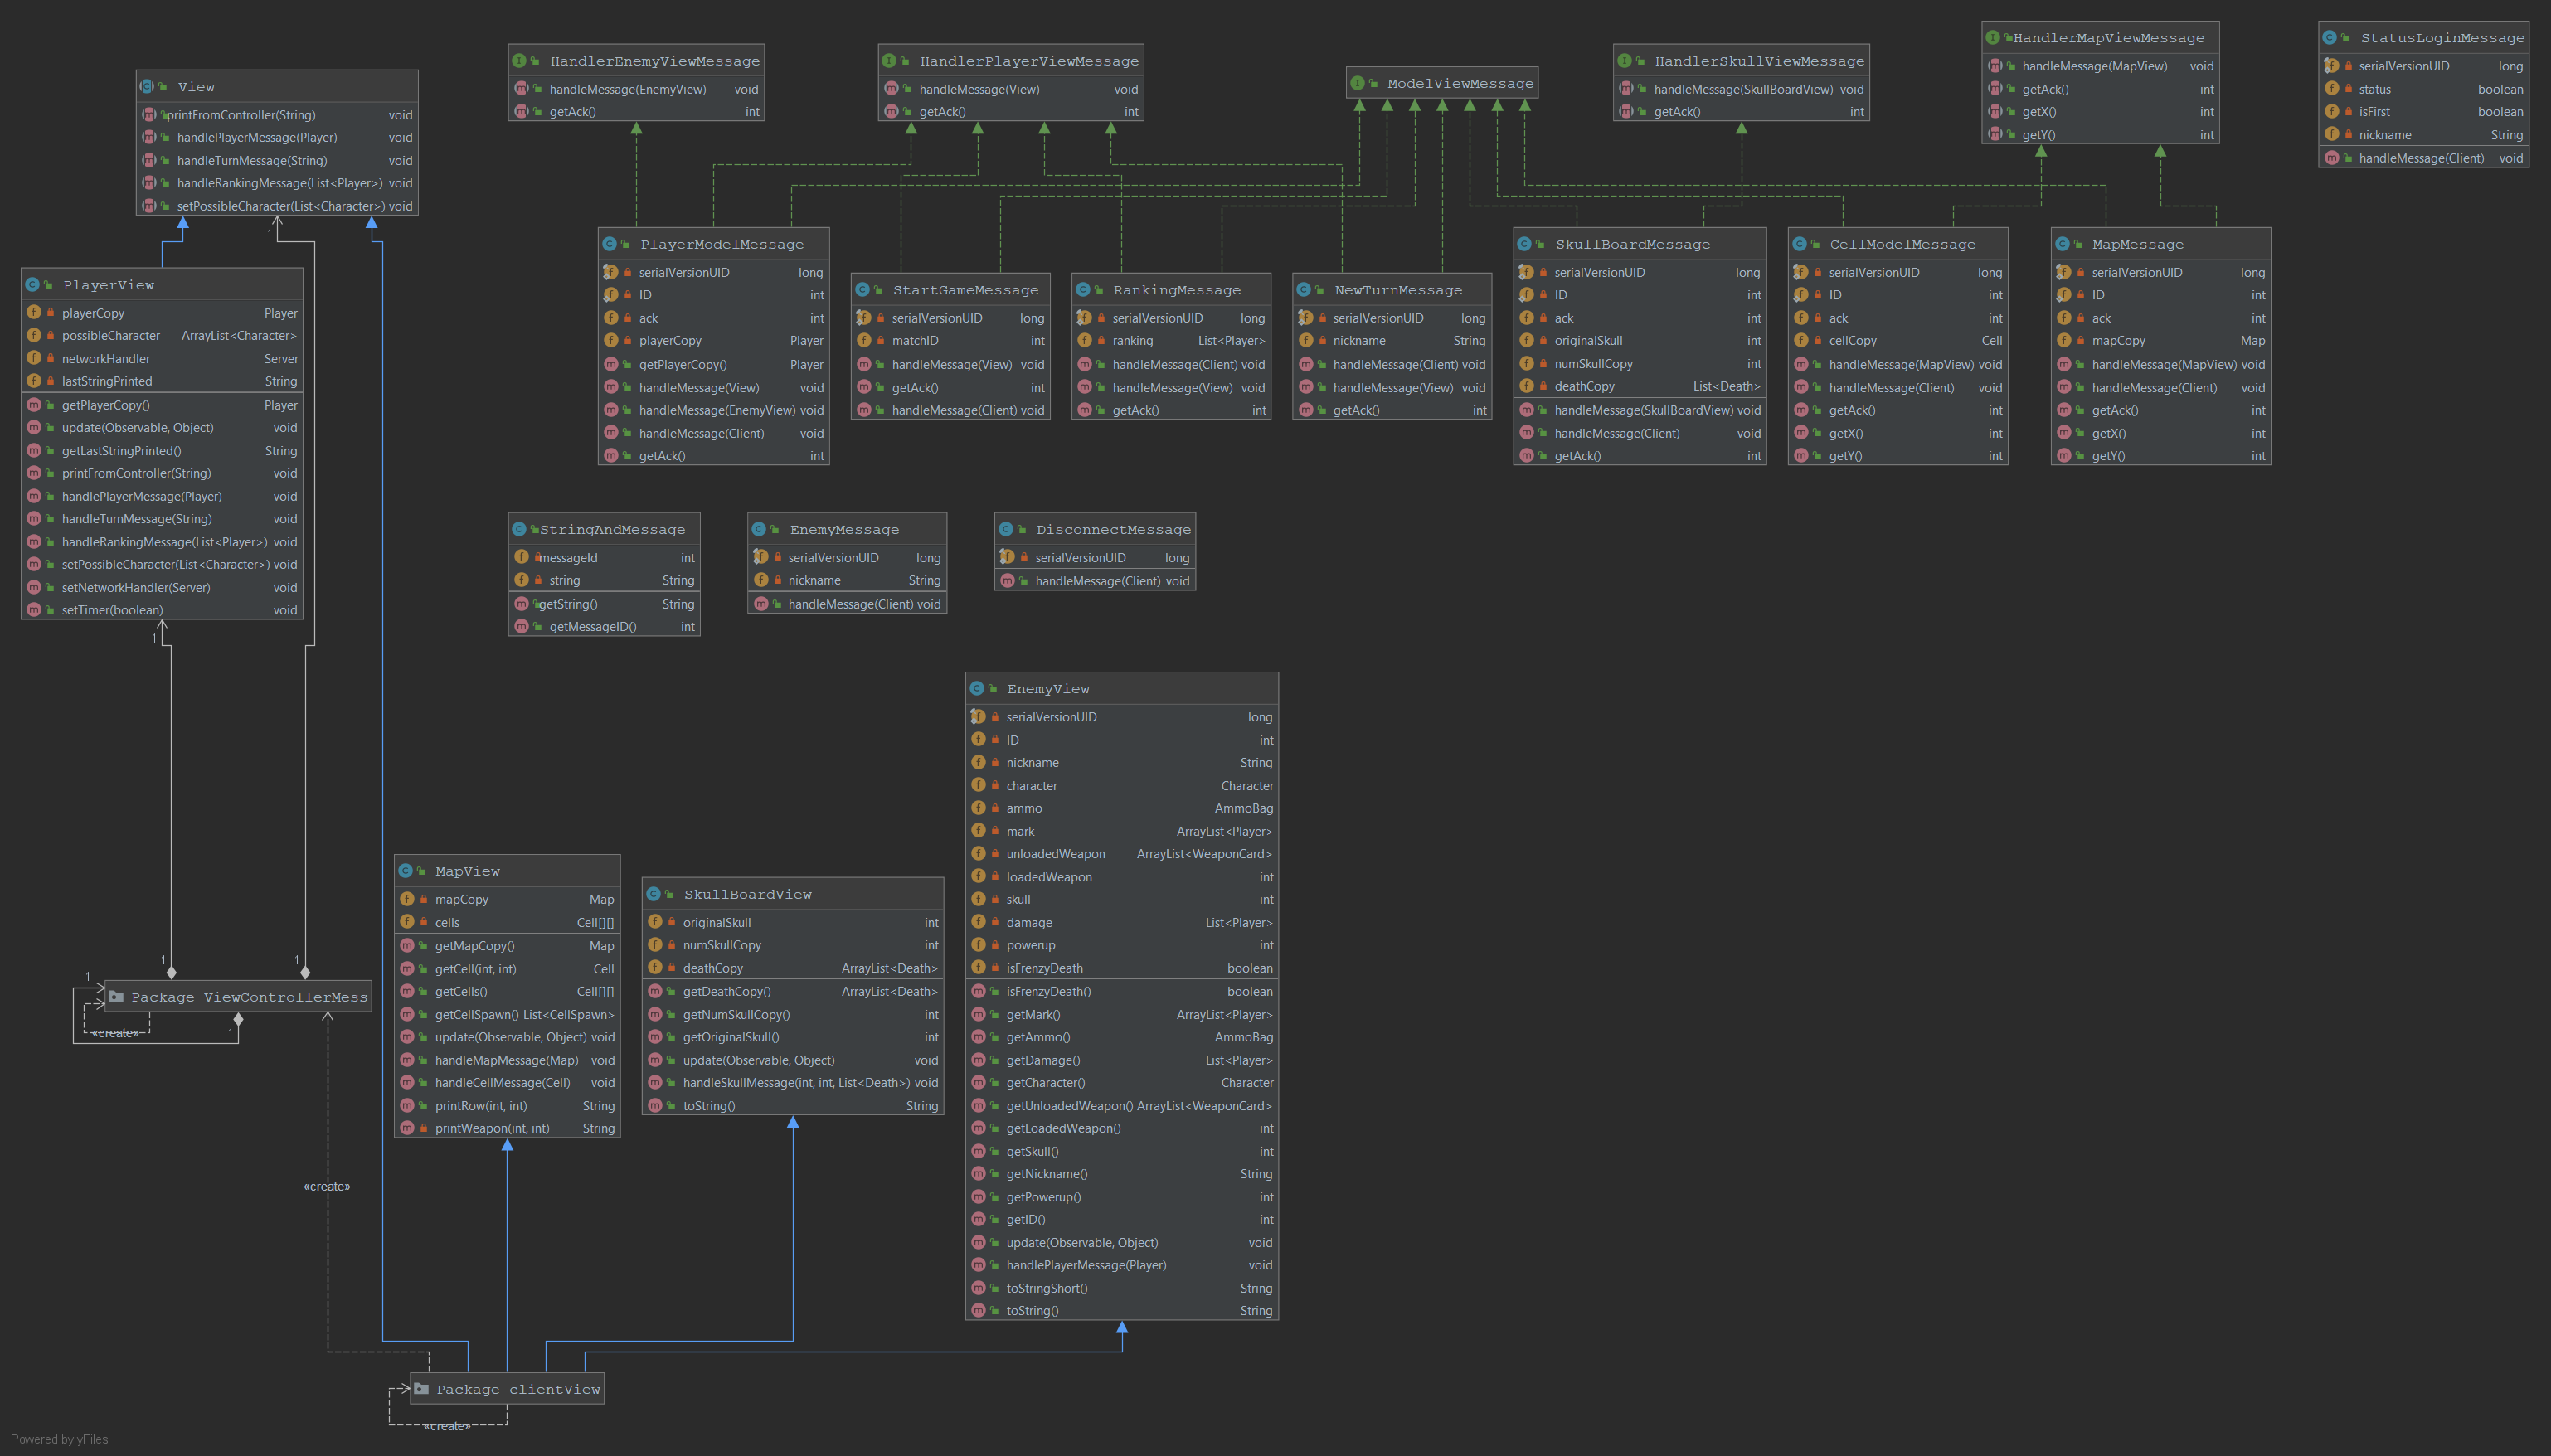 View
printFromController(String) void
handlePlayerMessage(Player) void
handleTurnMessage(String) void
handleRankingMessage(List<Player>) void
setPossibleCharacter(List<Character>) void
HandlerEnemyViewMessage
handleMessage(EnemyView) void
getAck() int
HandlerPlayerViewMessage
handleMessage(View) void
getAck() int
ModelViewMessage
HandlerSkullViewMessage
handleMessage(SkullBoardView) void
getAck() int
HandlerMapViewMessage
handleMessage(MapView) void
getAck() int
getX() int
getY() int
StatusLoginMessage
serialVersionUID long
status boolean
isFirst boolean
nickname String
handleMessage(Client) void
1
PlayerView
playerCopy Player
possibleCharacter ArrayList<Character>
networkHandler Server
lastStringPrinted String
getPlayerCopy() Player
update(Observable, Object) void
getLastStringPrinted() String
printFromController(String) void
handlePlayerMessage(Player) void
handleTurnMessage(String) void
handleRankingMessage(List<Player>) void
setPossibleCharacter(List<Character>) void
setNetworkHandler(Server) void
setTimer(boolean) void
1
PlayerModelMessage
serialVersionUID long
ID int
ack int
playerCopy Player
getPlayerCopy() Player
handleMessage(View) void
handleMessage(EnemyView) void
handleMessage(Client) void
getAck() int
StartGameMessage
serialVersionUID long
matchID int
handleMessage(View) void
getAck() int
handleMessage(Client) void
RankingMessage
serialVersionUID long
ranking List<Player>
handleMessage(Client) void
handleMessage(View) void
getAck() int
NewTurnMessage
serialVersionUID long
nickname String
handleMessage(Client) void
handleMessage(View) void
getAck() int
SkullBoardMessage
serialVersionUID long
ID int
ack int
originalSkull int
numSkullCopy int
deathCopy List<Death>
handleMessage(SkullBoardView) void
handleMessage(Client) void
getAck() int
CellModelMessage
serialVersionUID long
ID int
ack int
cellCopy Cell
handleMessage(MapView) void
handleMessage(Client) void
getAck() int
getX() int
getY() int
MapMessage
serialVersionUID long
ID int
ack int
mapCopy Map
handleMessage(MapView) void
handleMessage(Client) void
getAck() int
getX() int
getY() int
StringAndMessage
messageId int
string String
getString() String
getMessageID() int
EnemyMessage
serialVersionUID long
nickname String
handleMessage(Client) void
DisconnectMessage
serialVersionUID long
handleMessage(Client) void
EnemyView
serialVersionUID long
ID int
nickname String
character Character
ammo AmmoBag
mark ArrayList<Player>
unloadedWeapon ArrayList<WeaponCard>
loadedWeapon int
skull int
damage List<Player>
powerup int
isFrenzyDeath boolean
isFrenzyDeath() boolean
getMark() ArrayList<Player>
getAmmo() AmmoBag
getDamage() List<Player>
getCharacter() Character
getUnloadedWeapon() ArrayList<WeaponCard>
getLoadedWeapon() int
getSkull() int
getNickname() String
getPowerup() int
getID() int
update(Observable, Object) void
handlePlayerMessage(Player) void
toStringShort() String
toString() String
MapView
mapCopy Map
cells Cell[][]
getMapCopy() Map
getCell(int, int) Cell
getCells() Cell[][]
getCellSpawn() List<CellSpawn>
update(Observable, Object) void
handleMapMessage(Map) void
handleCellMessage(Cell) void
printRow(int, int) String
printWeapon(int, int) String
SkullBoardView
originalSkull int
numSkullCopy int
deathCopy ArrayList<Death>
getDeathCopy() ArrayList<Death>
getNumSkullCopy() int
getOriginalSkull() int
update(Observable, Object) void
handleSkullMessage(int, int, List<Death>) void
toString() String
1
1
1
Package ViewControllerMess
«create»
1
«create»
Package clientView
«create»
Powered by yFiles